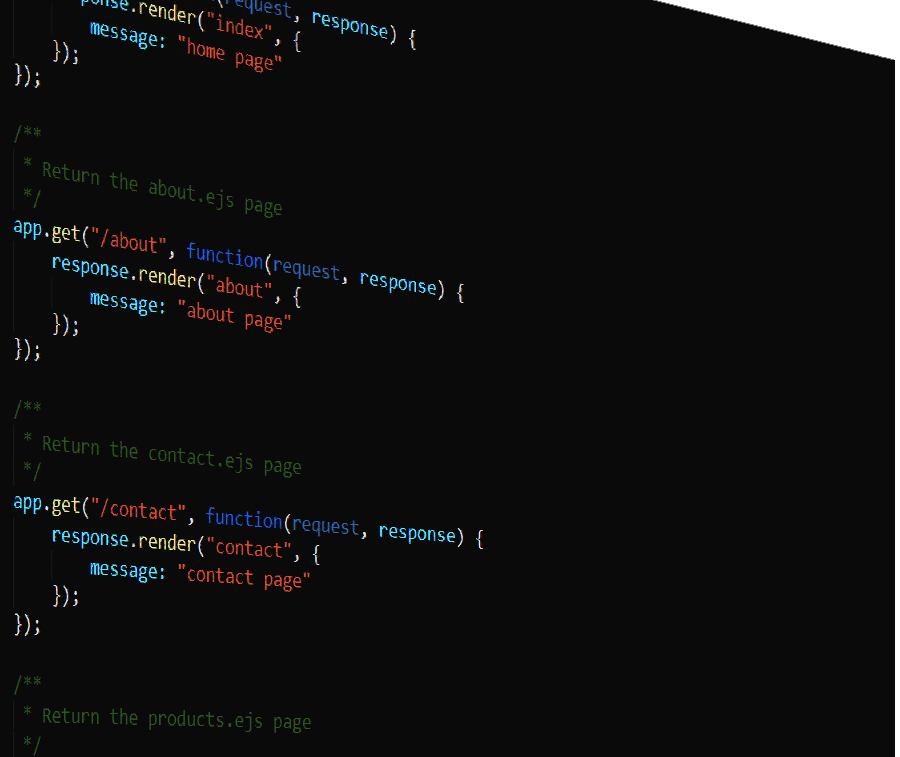 request, response) {
.render("index", {
message: "home page"
});
});
/**
* Return the about.ejs page
*/
app.get("/about", function(request, response) {
response.render("about", {
message: "about page"
});
});
/**
* Return the contact.ejs page
*/
app.get("/contact", function(request, response) {
response.render("contact", {
message: "contact page"
});
});
/**
* Return the products.ejs page
*/